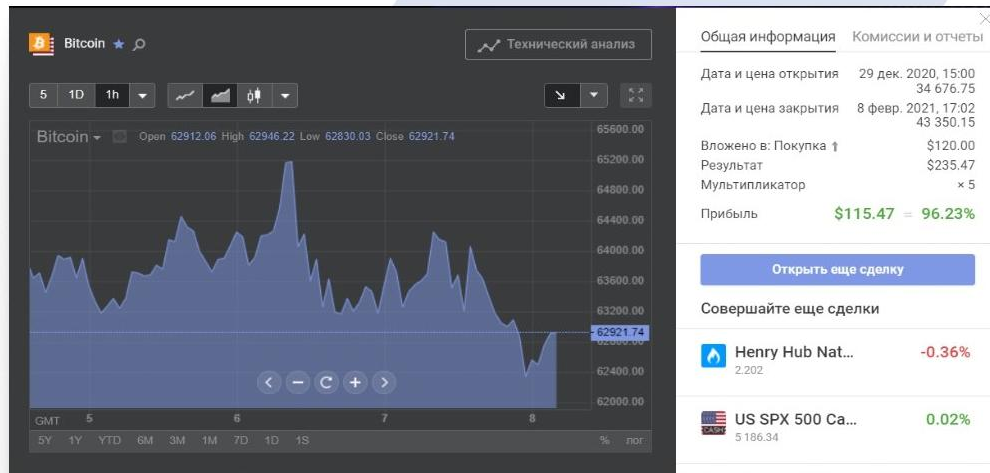 Bitcoin
Технический анализ
5 1D 1h
Bitcoin Open 62912.06 High 62946.22 Low 62830.03 Close 62921.74
65600.00
65200.00
64800.00
64400.00
64000.00
63600.00
63200.00
62921.74
62800.00
62400.00
62000.00
GMT 5 6 7 8
5Y 1Y YTD 6M 3M 1M 7D 1D 1S % лог
Общая информация Комиссии и отчеты
Дата и цена открытия 29 дек. 2020, 15:00
34 676.75
Дата и цена закрытия 8 февр. 2021, 17:02
43 350.15
Вложено в: Покупка $120.00
Результат $235.47
Мультипликатор × 5
Прибыль $115.47 = 96.23%
Открыть еще сделку
Совершайте еще сделки
Henry Hub Nat... -0.36%
2.202
CASH
US SPX 500 Ca... 0.02%
5 186.34